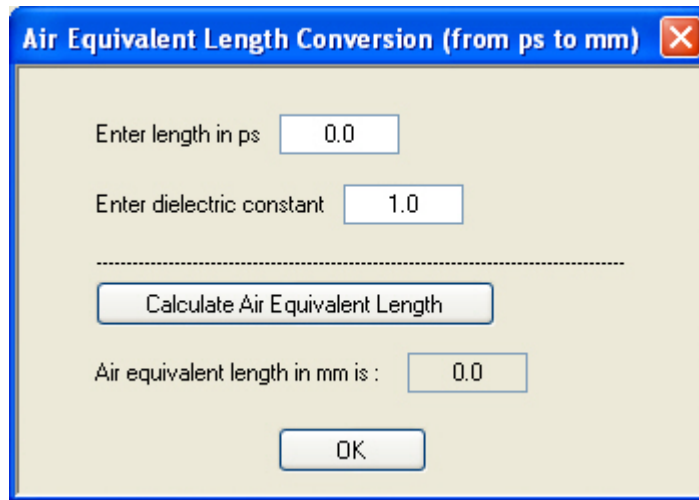 Air Equivalent Length Conversion (from ps to mm)
Enter length in ps 0.0
Enter dielectric constant 1.0
Calculate Air Equivalent Length
Air equivalent length in mm is : 0.0
OK